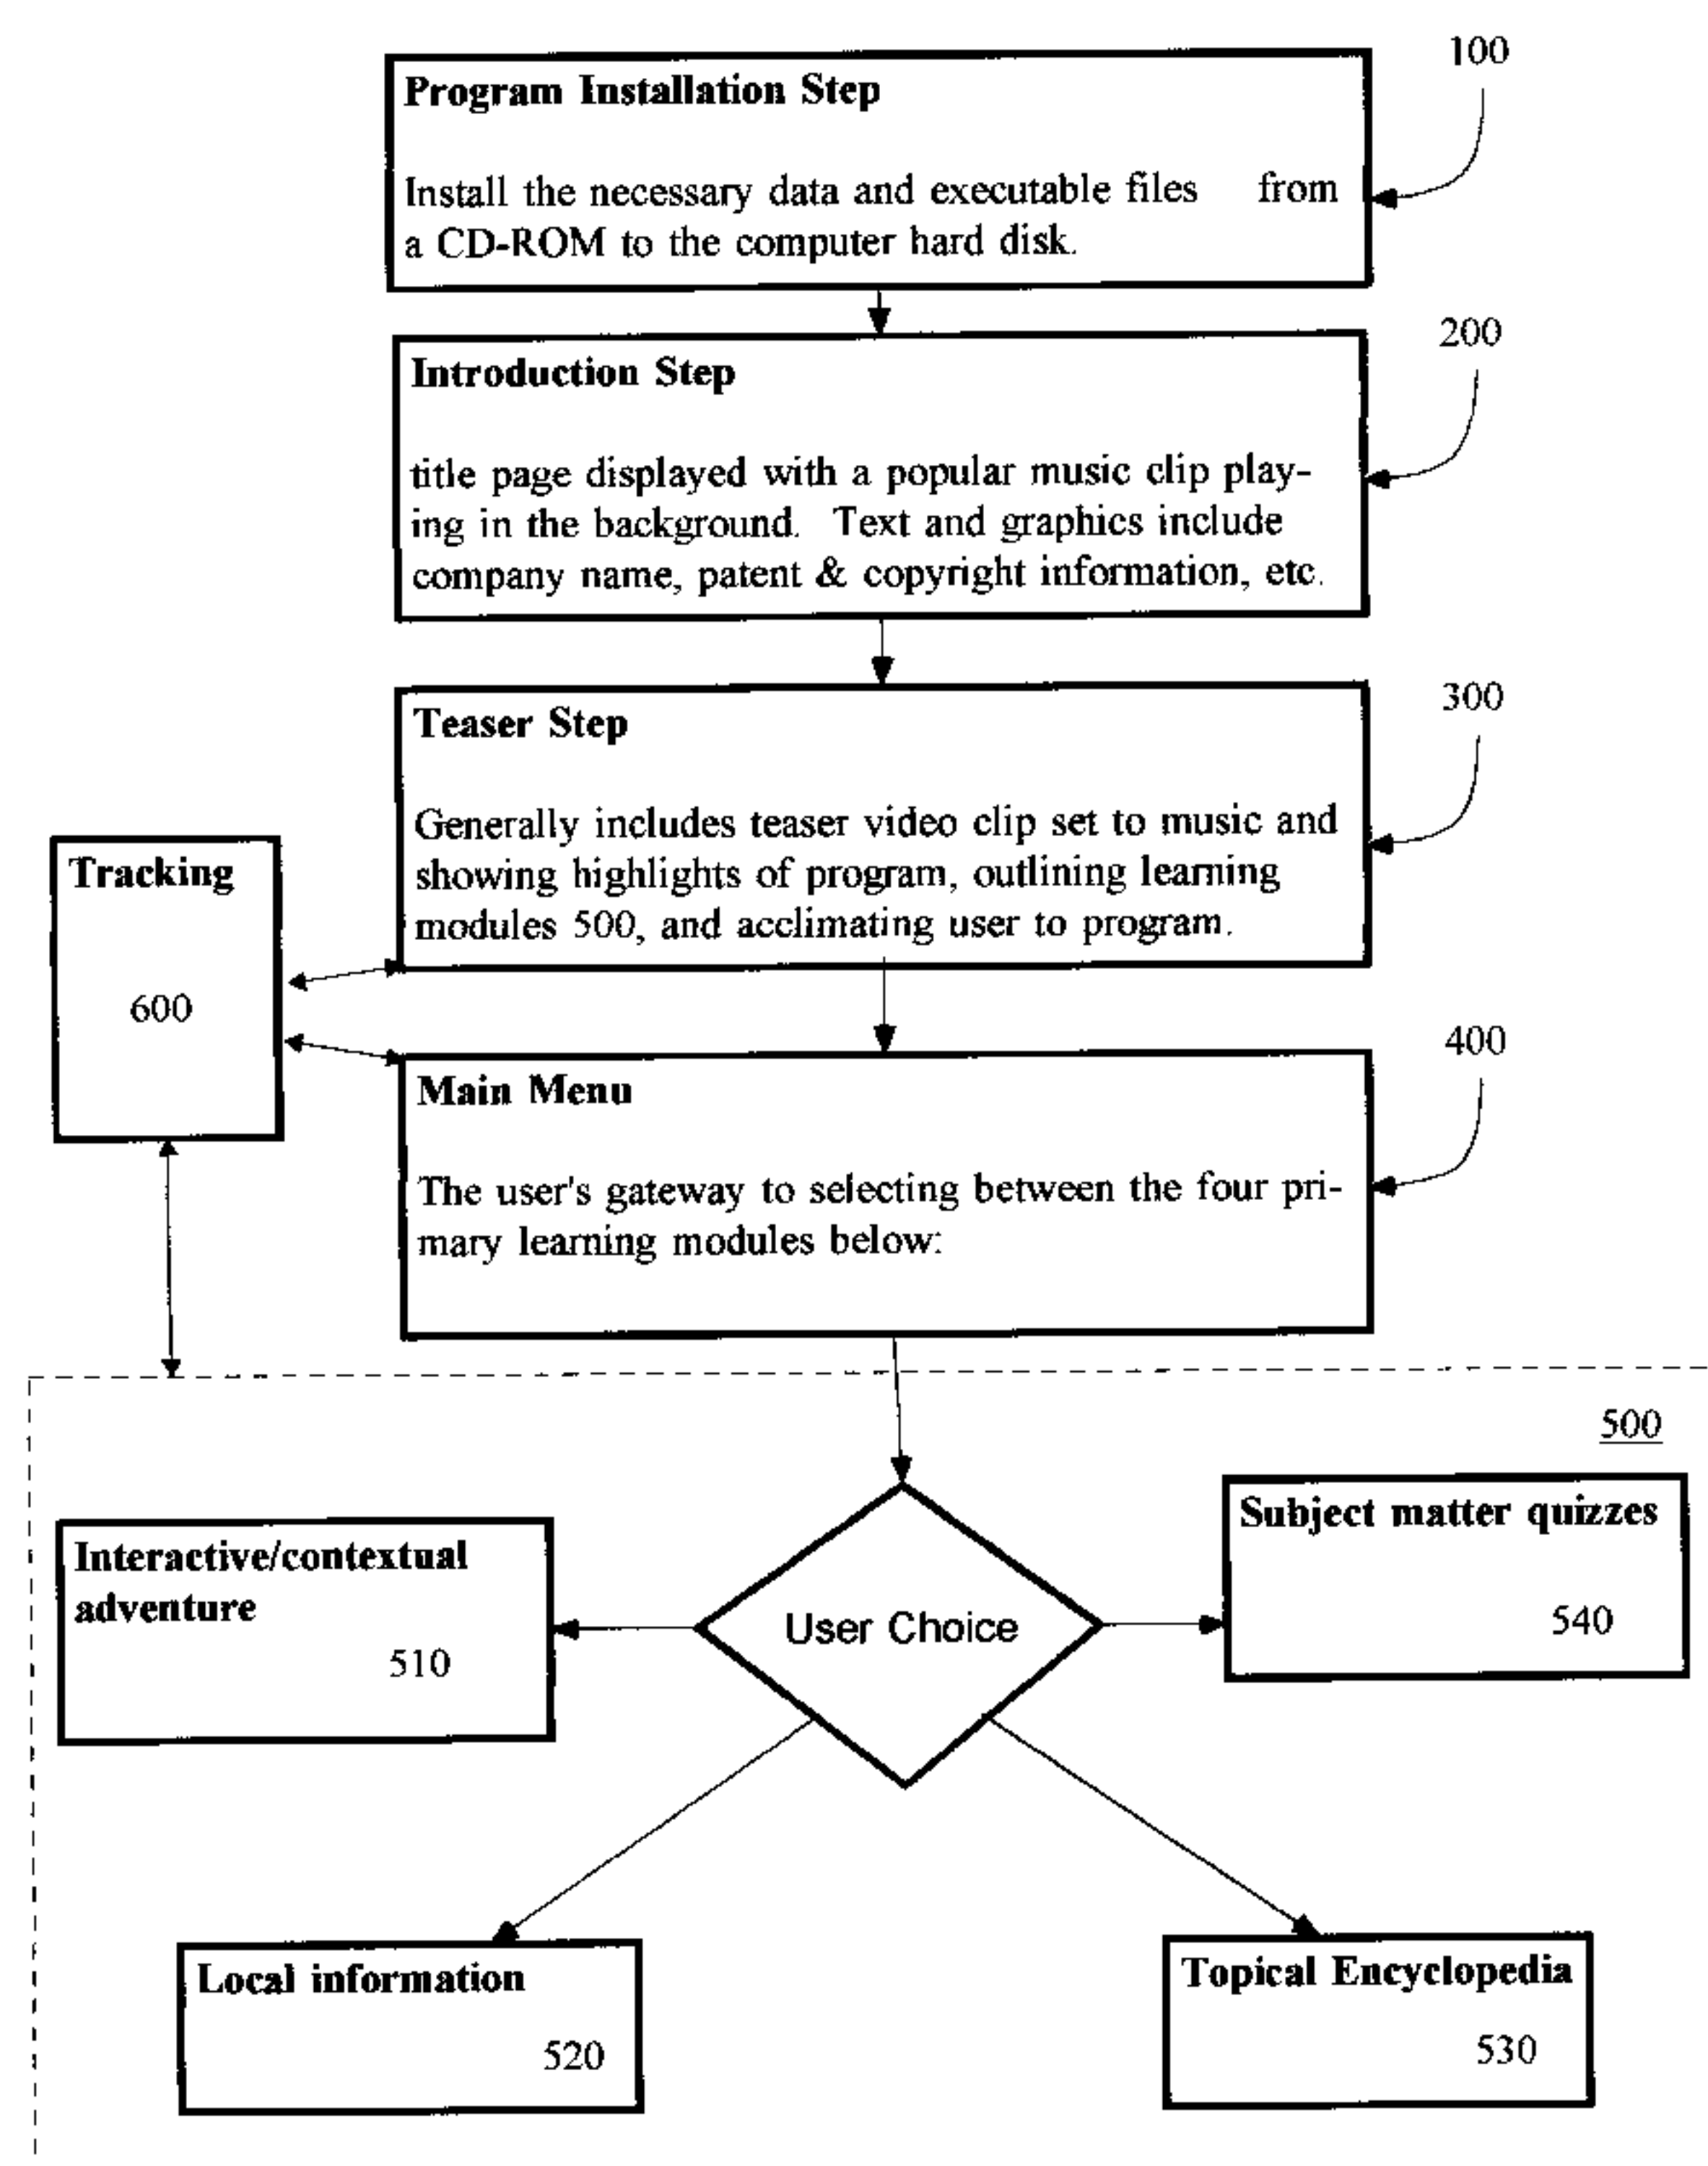 100
Program Installation Step
Install the necessary data and executable files from
a CD-ROM to the computer hard disk.
200
Introduction Step
title page displayed with a popular music clip play-
ing in the background. Text and graphics include
company name, patent & copyright information, etc.
300
Teaser Step
Generally includes teaser video clip set to music and
showing highlights of program, outlining learning
modules 500, and acclimating user to program.
Tracking
600
400
Main Menu
The user's gateway to selecting between the four pri-
mary learning modules below:
500
Interactive/contextual
adventure
510
User Choice
Subject matter quizzes
540
Local information
520
Topical Encyclopedia
530